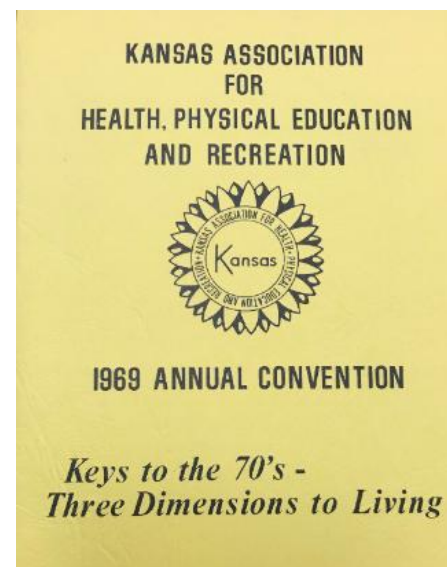 KANSAS ASSOCIATION
FOR
HEALTH, PHYSICAL EDUCATION
AND RECREATION
KANSAS ASSOCIATION FOR HEALTH, PHYSICAL EDUCATION AND RECREATION •
Kansas
1969 ANNUAL CONVENTION
Keys to the 70's -
Three Dimensions to Living